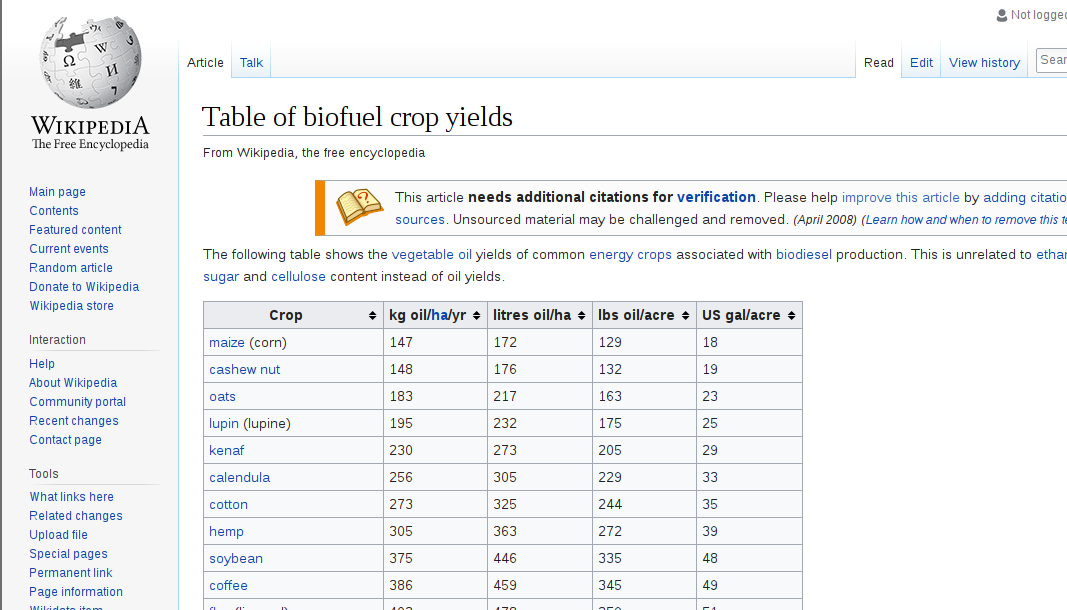 Not logged
WIKIPEDIA
The Free Encyclopedia
Main page
Contents
Featured content
Current events
Random article
Donate to Wikipedia
Wikipedia store
Interaction
Help
About Wikipedia
Community portal
Recent changes
Contact page
Tools
What links here
Related changes
Upload file
Special pages
Permanent link
Page information
Wikidata item
Article Talk Read Edit View history Sear
Table of biofuel crop yields
From Wikipedia, the free encyclopedia
This article needs additional citations for verification. Please help improve this article by adding citatio
sources. Unsourced material may be challenged and removed. (April 2008) (Learn how and when to remove this te
The following table shows the vegetable oil yields of common energy crops associated with biodiesel production. This is unrelated to ethan
sugar and cellulose content instead of oil yields.
Crop kg oil/ha/yr litres oil/ha lbs oil/acre US gal/acre
maize (corn) 147 172 129 18
cashew nut 148 176 132 19
oats 183 217 163 23
lupin (lupine) 195 232 175 25
kenaf 230 273 205 29
calendula 256 305 229 33
cotton 273 325 244 35
hemp 305 363 272 39
soybean 375 446 335 48
coffee 386 459 345 49